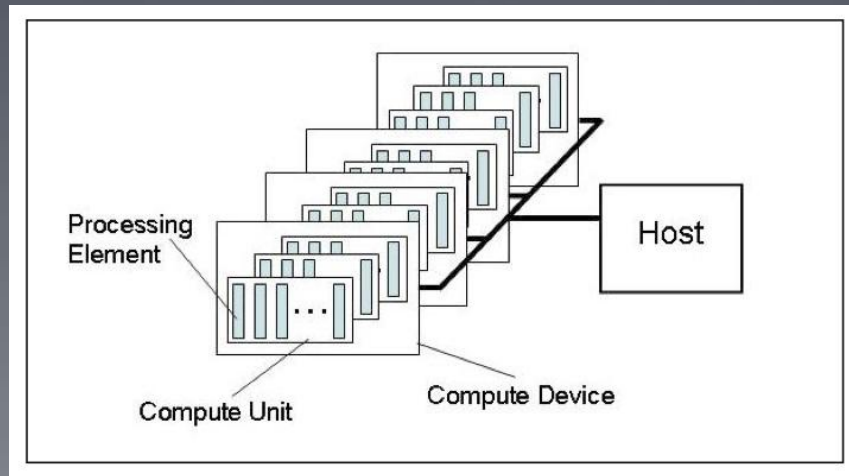 Processing
Element
Host
Compute Unit
Compute Device